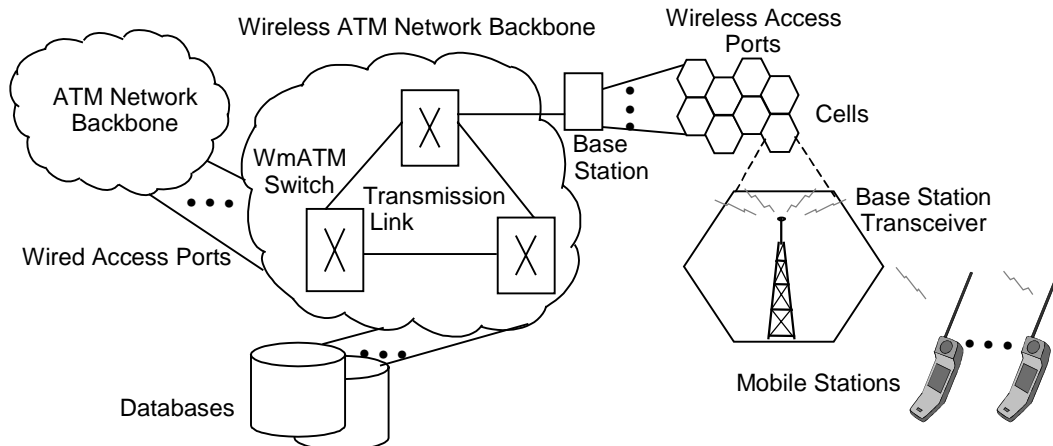 Wireless ATM Network Backbone
Wireless Access
Ports
ATM Network
Backbone
Cells
Base
Station
WmATM
Switch
Transmission
Link
Base Station
Transceiver
Wired Access Ports
Mobile Stations
Databases